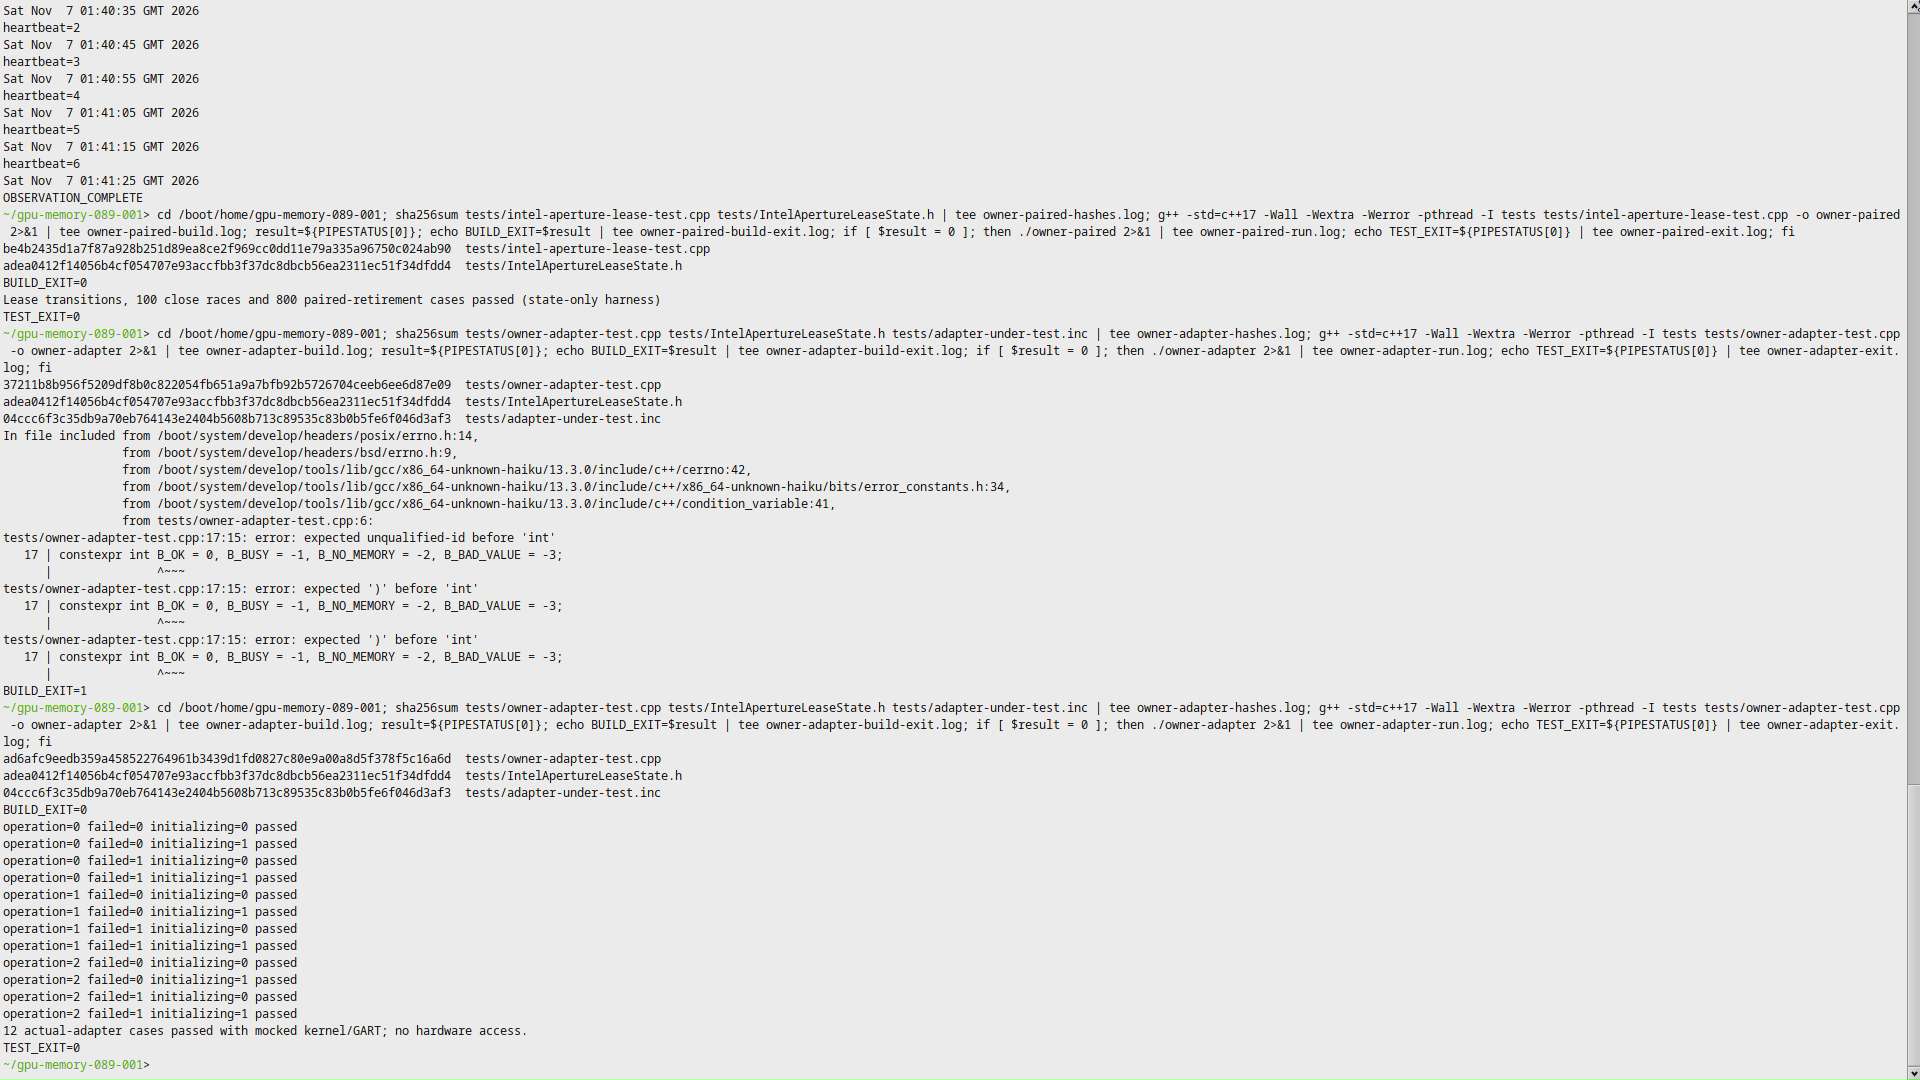 Sat Nov  7 01:40:35 GMT 2026
heartbeat=2
Sat Nov  7 01:40:45 GMT 2026
heartbeat=3
Sat Nov  7 01:40:55 GMT 2026
heartbeat=4
Sat Nov  7 01:41:05 GMT 2026
heartbeat=5
Sat Nov  7 01:41:15 GMT 2026
heartbeat=6
Sat Nov  7 01:41:25 GMT 2026
OBSERVATION_COMPLETE
~/gpu-memory-089-001> cd /boot/home/gpu-memory-089-001; sha256sum tests/intel-aperture-lease-test.cpp tests/IntelApertureLeaseState.h | tee owner-paired-hashes.log; g++ -std=c++17 -Wall -Wextra -Werror -pthread -I tests tests/intel-aperture-lease-test.cpp -o owner-paired
 2>&1 | tee owner-paired-build.log; result=${PIPESTATUS[0]}; echo BUILD_EXIT=$result | tee owner-paired-build-exit.log; if [ $result = 0 ]; then ./owner-paired 2>&1 | tee owner-paired-run.log; echo TEST_EXIT=${PIPESTATUS[0]} | tee owner-paired-exit.log; fi
be4b2435d1a7f87a928b251d89ea8ce2f969cc0dd11e79a335a96750c024ab90  tests/intel-aperture-lease-test.cpp
adea0412f14056b4cf054707e93accfbb3f37dc8dbcb56ea2311ec51f34dfdd4  tests/IntelApertureLeaseState.h
BUILD_EXIT=0
Lease transitions, 100 close races and 800 paired-retirement cases passed (state-only harness)
TEST_EXIT=0
~/gpu-memory-089-001> cd /boot/home/gpu-memory-089-001; sha256sum tests/owner-adapter-test.cpp tests/IntelApertureLeaseState.h tests/adapter-under-test.inc | tee owner-adapter-hashes.log; g++ -std=c++17 -Wall -Wextra -Werror -pthread -I tests tests/owner-adapter-test.cpp
 -o owner-adapter 2>&1 | tee owner-adapter-build.log; result=${PIPESTATUS[0]}; echo BUILD_EXIT=$result | tee owner-adapter-build-exit.log; if [ $result = 0 ]; then ./owner-adapter 2>&1 | tee owner-adapter-run.log; echo TEST_EXIT=${PIPESTATUS[0]} | tee owner-adapter-exit.
log; fi
37211b8b956f5209df8b0c822054fb651a9a7bfb92b5726704ceeb6ee6d87e09  tests/owner-adapter-test.cpp
adea0412f14056b4cf054707e93accfbb3f37dc8dbcb56ea2311ec51f34dfdd4  tests/IntelApertureLeaseState.h
04ccc6f3c35db9a70eb764143e2404b5608b713c89535c83b0b5fe6f046d3af3  tests/adapter-under-test.inc
In file included from /boot/system/develop/headers/posix/errno.h:14,
                 from /boot/system/develop/headers/bsd/errno.h:9,
                 from /boot/system/develop/tools/lib/gcc/x86_64-unknown-haiku/13.3.0/include/c++/cerrno:42,
                 from /boot/system/develop/tools/lib/gcc/x86_64-unknown-haiku/13.3.0/include/c++/x86_64-unknown-haiku/bits/error_constants.h:34,
                 from /boot/system/develop/tools/lib/gcc/x86_64-unknown-haiku/13.3.0/include/c++/condition_variable:41,
                 from tests/owner-adapter-test.cpp:6:
tests/owner-adapter-test.cpp:17:15: error: expected unqualified-id before 'int'
   17 | constexpr int B_OK = 0, B_BUSY = -1, B_NO_MEMORY = -2, B_BAD_VALUE = -3;
      |               ^~~~
tests/owner-adapter-test.cpp:17:15: error: expected ')' before 'int'
   17 | constexpr int B_OK = 0, B_BUSY = -1, B_NO_MEMORY = -2, B_BAD_VALUE = -3;
      |               ^~~~
tests/owner-adapter-test.cpp:17:15: error: expected ')' before 'int'
   17 | constexpr int B_OK = 0, B_BUSY = -1, B_NO_MEMORY = -2, B_BAD_VALUE = -3;
      |               ^~~~
BUILD_EXIT=1
~/gpu-memory-089-001> cd /boot/home/gpu-memory-089-001; sha256sum tests/owner-adapter-test.cpp tests/IntelApertureLeaseState.h tests/adapter-under-test.inc | tee owner-adapter-hashes.log; g++ -std=c++17 -Wall -Wextra -Werror -pthread -I tests tests/owner-adapter-test.cpp
 -o owner-adapter 2>&1 | tee owner-adapter-build.log; result=${PIPESTATUS[0]}; echo BUILD_EXIT=$result | tee owner-adapter-build-exit.log; if [ $result = 0 ]; then ./owner-adapter 2>&1 | tee owner-adapter-run.log; echo TEST_EXIT=${PIPESTATUS[0]} | tee owner-adapter-exit.
log; fi
ad6afc9eedb359a458522764961b3439d1fd0827c80e9a00a8d5f378f5c16a6d  tests/owner-adapter-test.cpp
adea0412f14056b4cf054707e93accfbb3f37dc8dbcb56ea2311ec51f34dfdd4  tests/IntelApertureLeaseState.h
04ccc6f3c35db9a70eb764143e2404b5608b713c89535c83b0b5fe6f046d3af3  tests/adapter-under-test.inc
BUILD_EXIT=0
operation=0 failed=0 initializing=0 passed
operation=0 failed=0 initializing=1 passed
operation=0 failed=1 initializing=0 passed
operation=0 failed=1 initializing=1 passed
operation=1 failed=0 initializing=0 passed
operation=1 failed=0 initializing=1 passed
operation=1 failed=1 initializing=0 passed
operation=1 failed=1 initializing=1 passed
operation=2 failed=0 initializing=0 passed
operation=2 failed=0 initializing=1 passed
operation=2 failed=1 initializing=0 passed
operation=2 failed=1 initializing=1 passed
12 actual-adapter cases passed with mocked kernel/GART; no hardware access.
TEST_EXIT=0
~/gpu-memory-089-001>